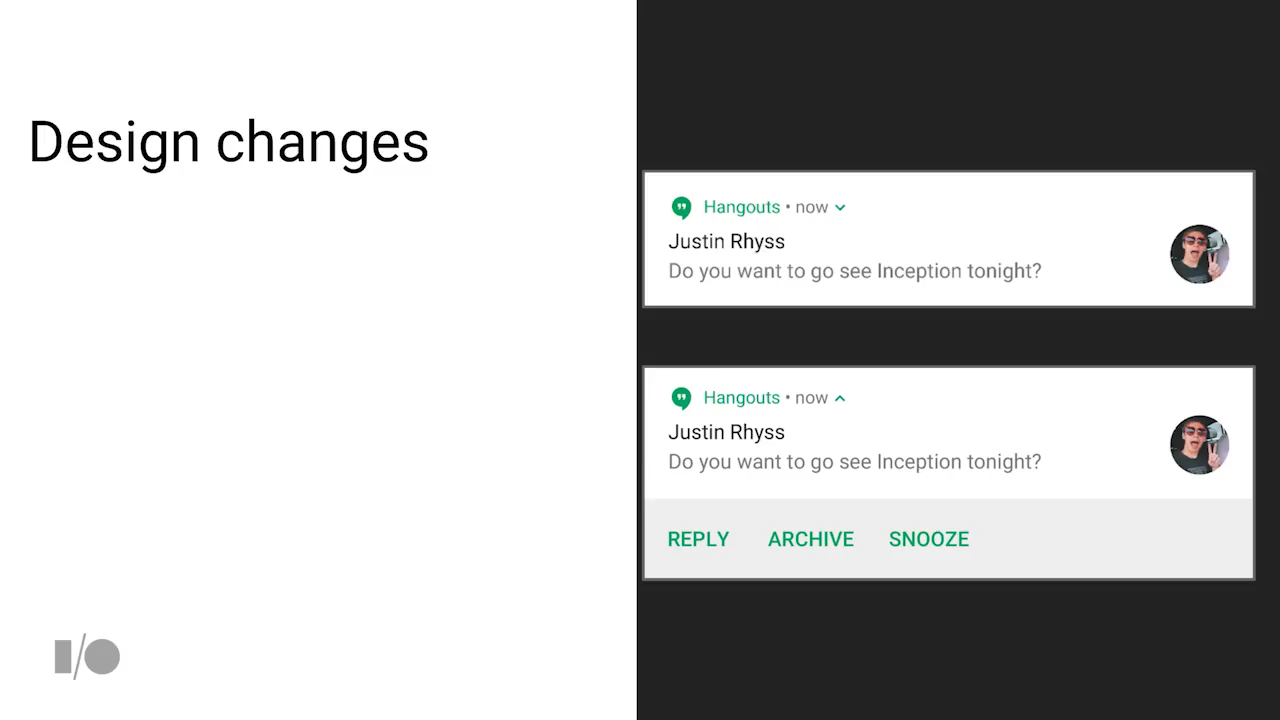 Design changes
Hangouts • now
Justin Rhyss
Do you want to go see Inception tonight?
Hangouts • now
Justin Rhyss
Do you want to go see Inception tonight?
REPLY ARCHIVE SNOOZE
I/O